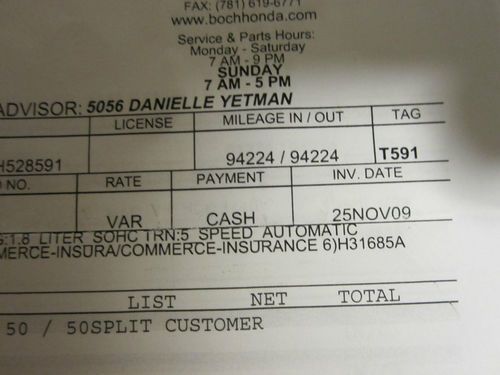 FAX: (781) 619-6771
www.bochhonda.com
Service & Parts Hours:
Monday - Saturday
7 AM - 9 PM
SUNDAY
7 AM - 5 PM
ADVISOR: 5056 DANIELLE YETMAN
LICENSE MILEAGE IN / OUT TAG
H528591 94224 / 94224 T591
O NO. RATE PAYMENT INV. DATE
VAR CASH 25NOV09
G:1.8 LITER SOHC TRN:5 SPEED AUTOMATIC
MERCE-INSURA/COMMERCE-INSURANCE 6)H31685A
LIST NET TOTAL
50 / 50SPLIT CUSTOMER